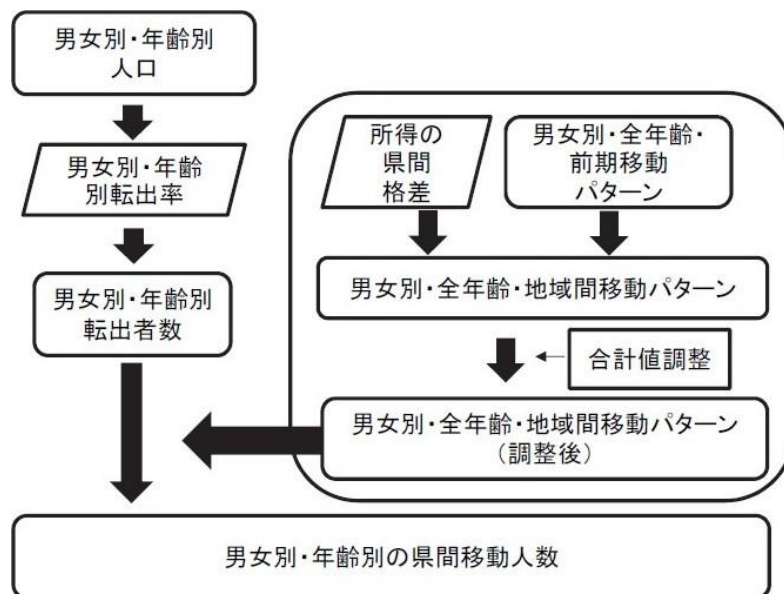 男女別・年齢別
人口
男女別・年齢
別転出率
男女別・年齢別
転出者数
所得の
県間
格差
男女別・全年齢・
前期移動
パターン
男女別・全年齢・地域間移動パターン
合計値調整
男女別・全年齢・地域間移動パターン
(調整後)
男女別・年齢別の県間移動人数